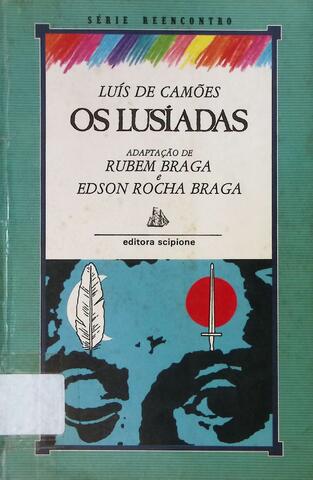 SÉRIE REENCONTRO
LUÍS DE CAMÕES
OS LUSÍADAS
ADAPTAÇÃO DE
RUBEM BRAGA
e
EDSON ROCHA BRAGA
editora scipione